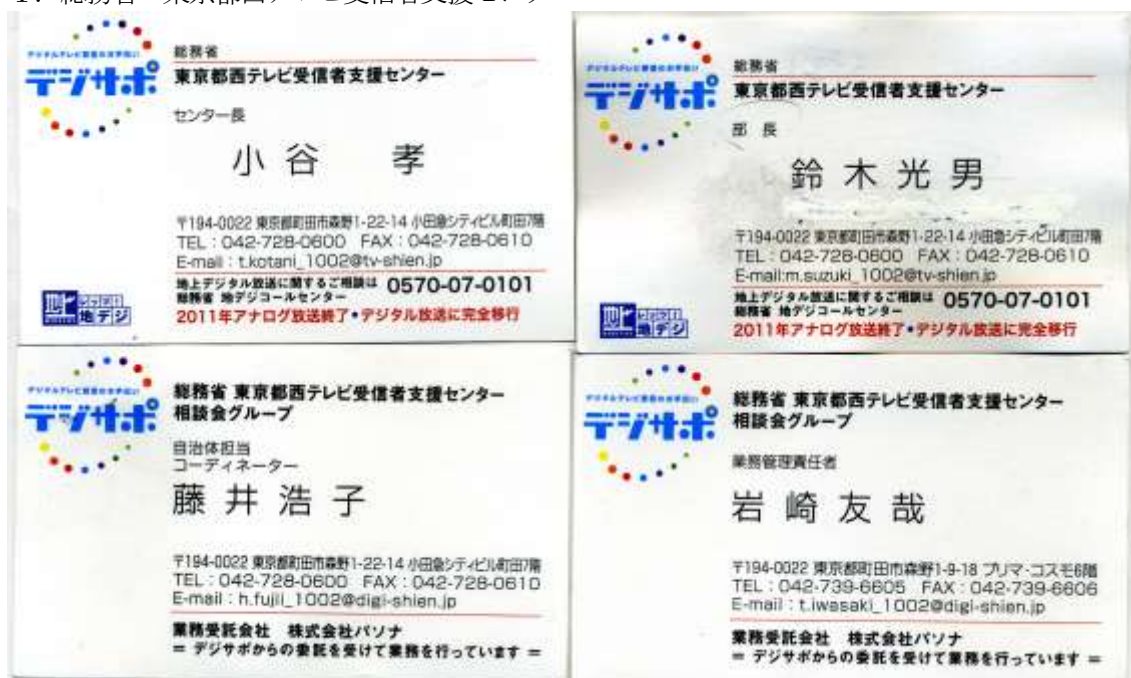 総務省
東京都西テレビ受信者支援センター
デジサポ
センター長
小谷 孝
〒194-0022 東京都町田市森野1-22-14 小田急シティビル町田7階
TEL：042-728-0600 FAX：042-728-0610
E-mail：t.kotani_1002@tv-shien.jp
地上デジタル放送に関するご相談は 0570-07-0101
総務省 地デジコールセンター
2011年アナログ放送終了・デジタル放送に完全移行
地デジ
総務省
東京都西テレビ受信者支援センター
デジサポ
部長
鈴木光男
〒194-0022 東京都町田市森野1-22-14 小田急シティビル町田7階
TEL：042-728-0600 FAX：042-728-0610
E-mail:m.suzuki_1002@tv-shien.jp
地上デジタル放送に関するご相談は 0570-07-0101
総務省 地デジコールセンター
2011年アナログ放送終了・デジタル放送に完全移行
地デジ
総務省 東京都西テレビ受信者支援センター
相談会グループ
デジサポ
自治体担当
コーディネーター
藤井浩子
〒194-0022 東京都町田市森野1-22-14 小田急シティビル町田7階
TEL：042-728-0600 FAX：042-728-0610
E-mail：h.fujii_1002@digi-shien.jp
業務受託会社 株式会社パソナ
＝ デジサポからの委託を受けて業務を行っています ＝
総務省 東京都西テレビ受信者支援センター
相談会グループ
デジサポ
業務管理責任者
岩崎友哉
〒194-0022 東京都町田市森野1-9-18 プリマ・コスモ6階
TEL：042-739-6605 FAX：042-739-6606
E-mail：t.iwasaki_1002@digi-shien.jp
業務受託会社 株式会社パソナ
＝ デジサポからの委託を受けて業務を行っています ＝